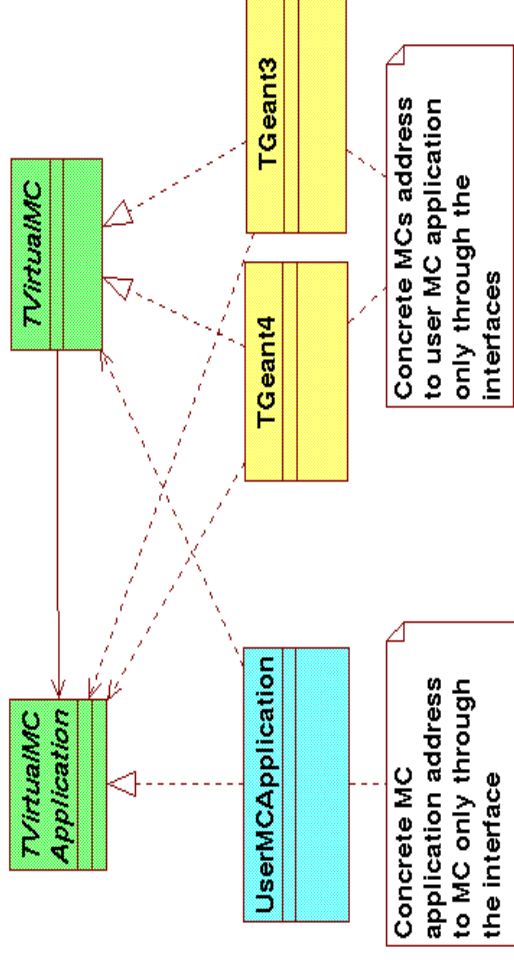 TVirtualMC
Application
TVirtualMC
UserMCApplication
TGeant4
TGeant3
Concrete MC
application address
to MC only through
the interface
Concrete MCs address
to user MC application
only through the
interfaces